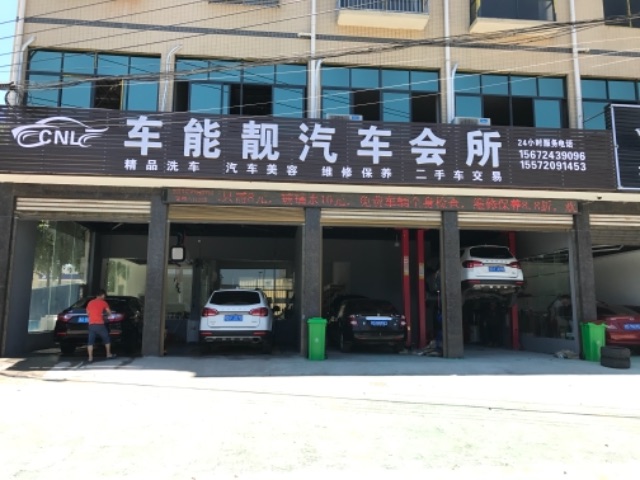 CNL
车能靓汽车会所
24小时服务电话
15672439096
15572091453
精品洗车 汽车美容 维修保养 二手车交易